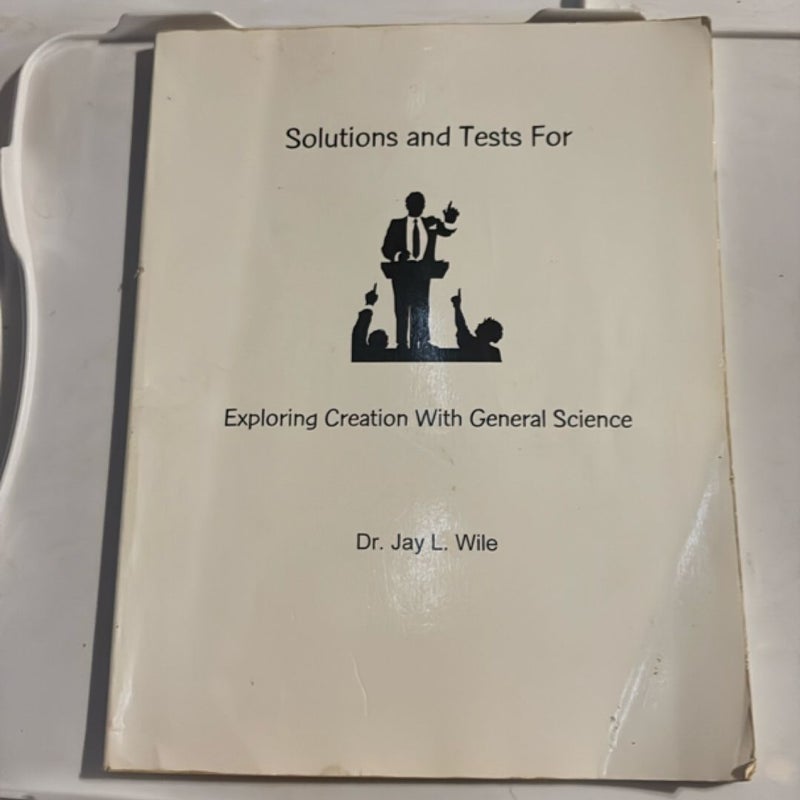 Solutions and Tests For
Exploring Creation With General Science
Dr. Jay L. Wile